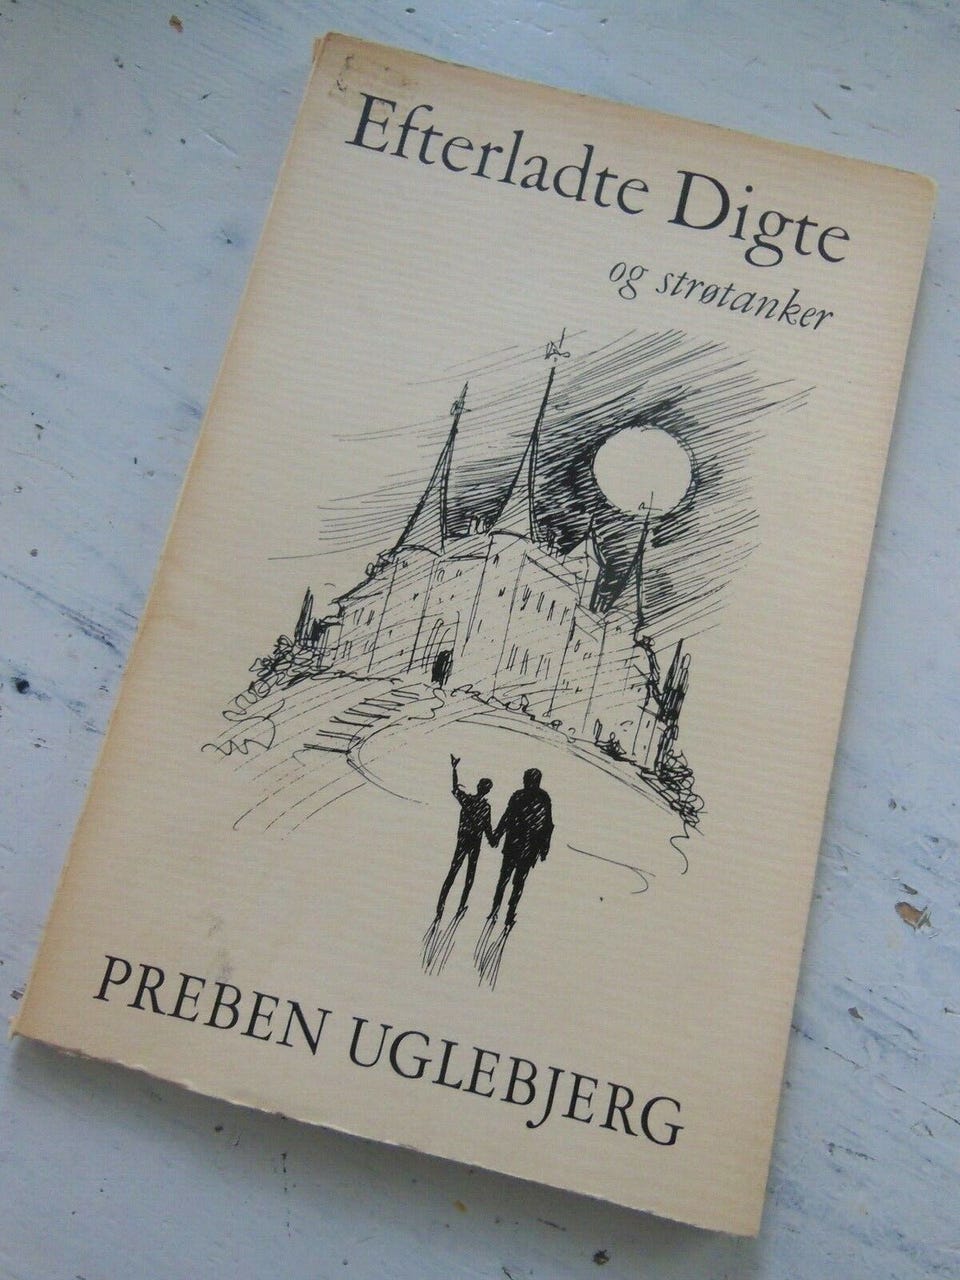 Efterladte Digte
og strøtanker
PREBEN UGLEBJERG